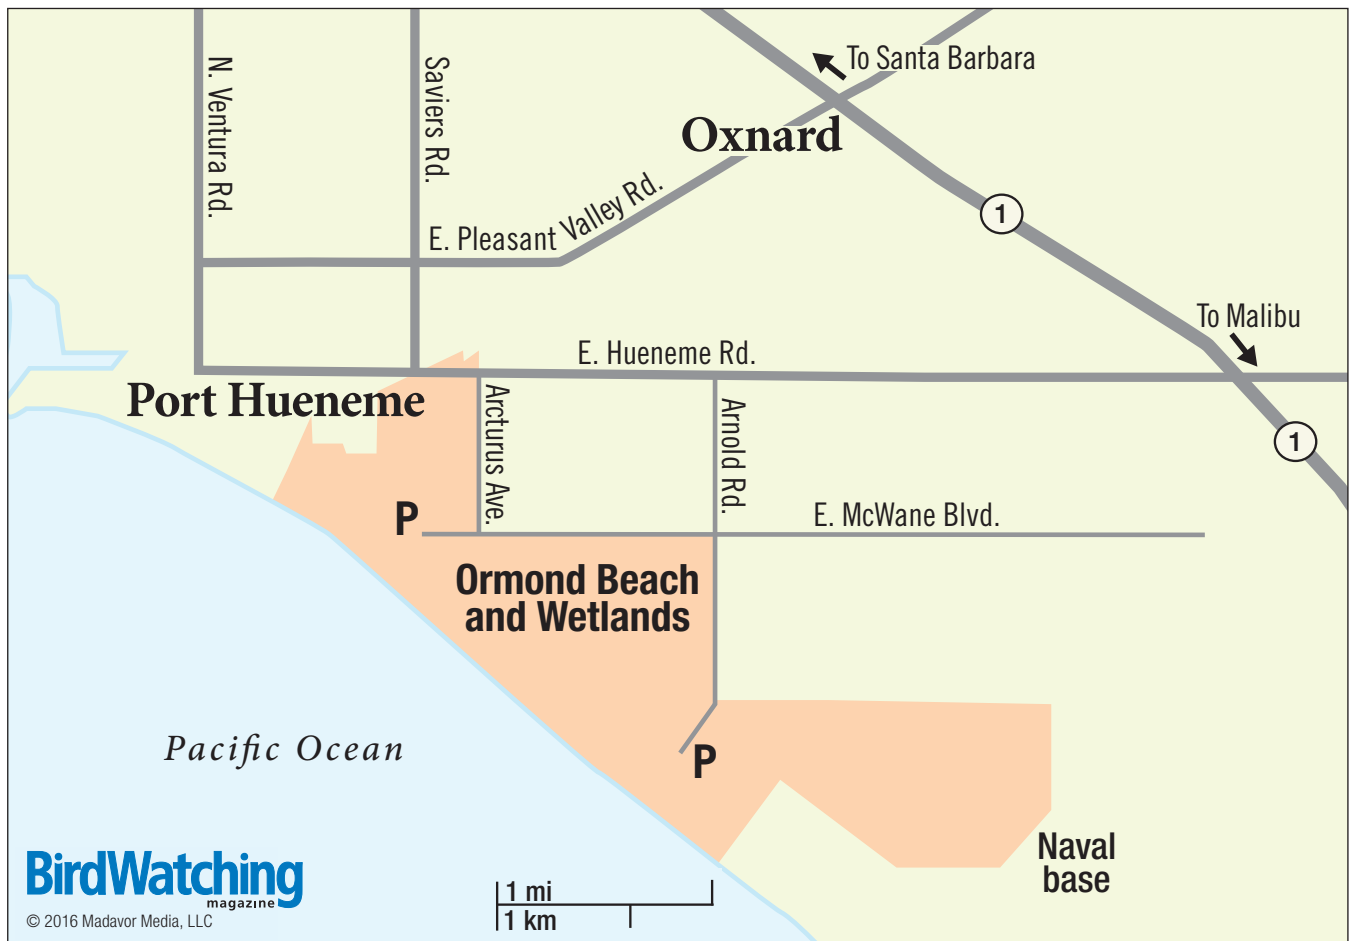 N. Ventura Rd.
Saviers Rd.
To Santa Barbara
Oxnard
E. Pleasant Valley Rd.
1
To Malibu
E. Hueneme Rd.
Port Hueneme
Arcturus Ave.
Arnold Rd.
1
P
E. McWane Blvd.
Ormond Beach
and Wetlands
Pacific Ocean
P
Naval
base
BirdWatching
magazine
© 2016 Madavor Media, LLC
1 mi
1 km